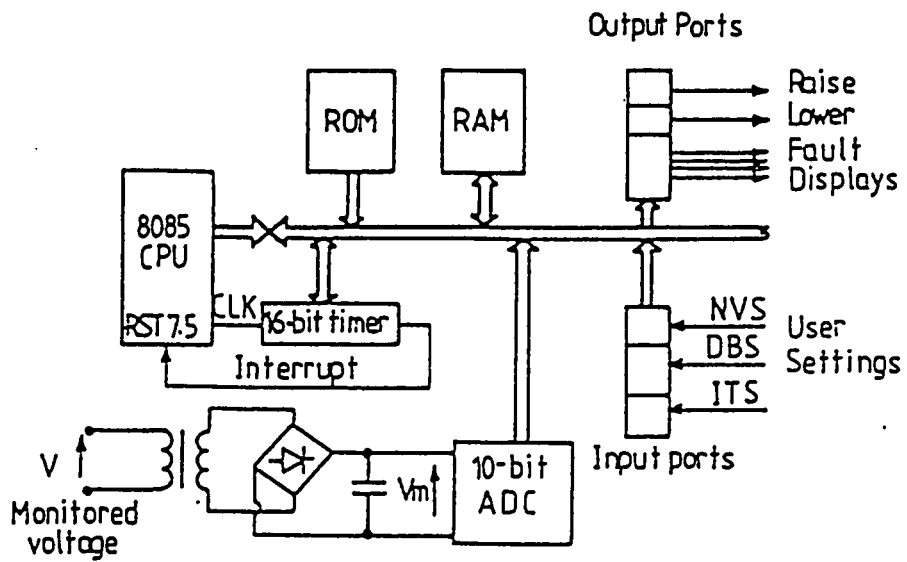 Output Ports
ROM
RAM
Raise
Lower
Fault
Displays
8085
CPU
RST7.5
CLK
16-bit timer
Interrupt
NVS
DBS
ITS
User
Settings
Input ports
V
Monitored
voltage
Vm
10-bit
ADC